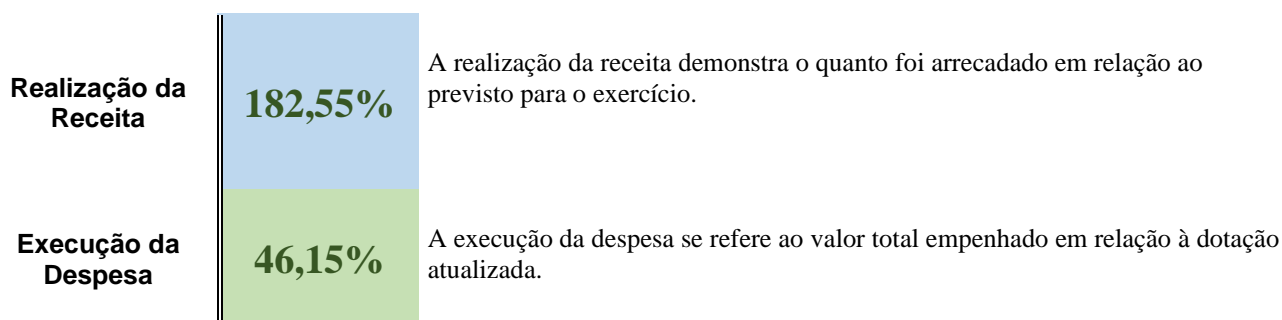 Realização da
Receita
182,55%
A realização da receita demonstra o quanto foi arrecadado em relação ao
previsto para o exercício.
Execução da
Despesa
46,15%
A execução da despesa se refere ao valor total empenhado em relação à dotação
atualizada.